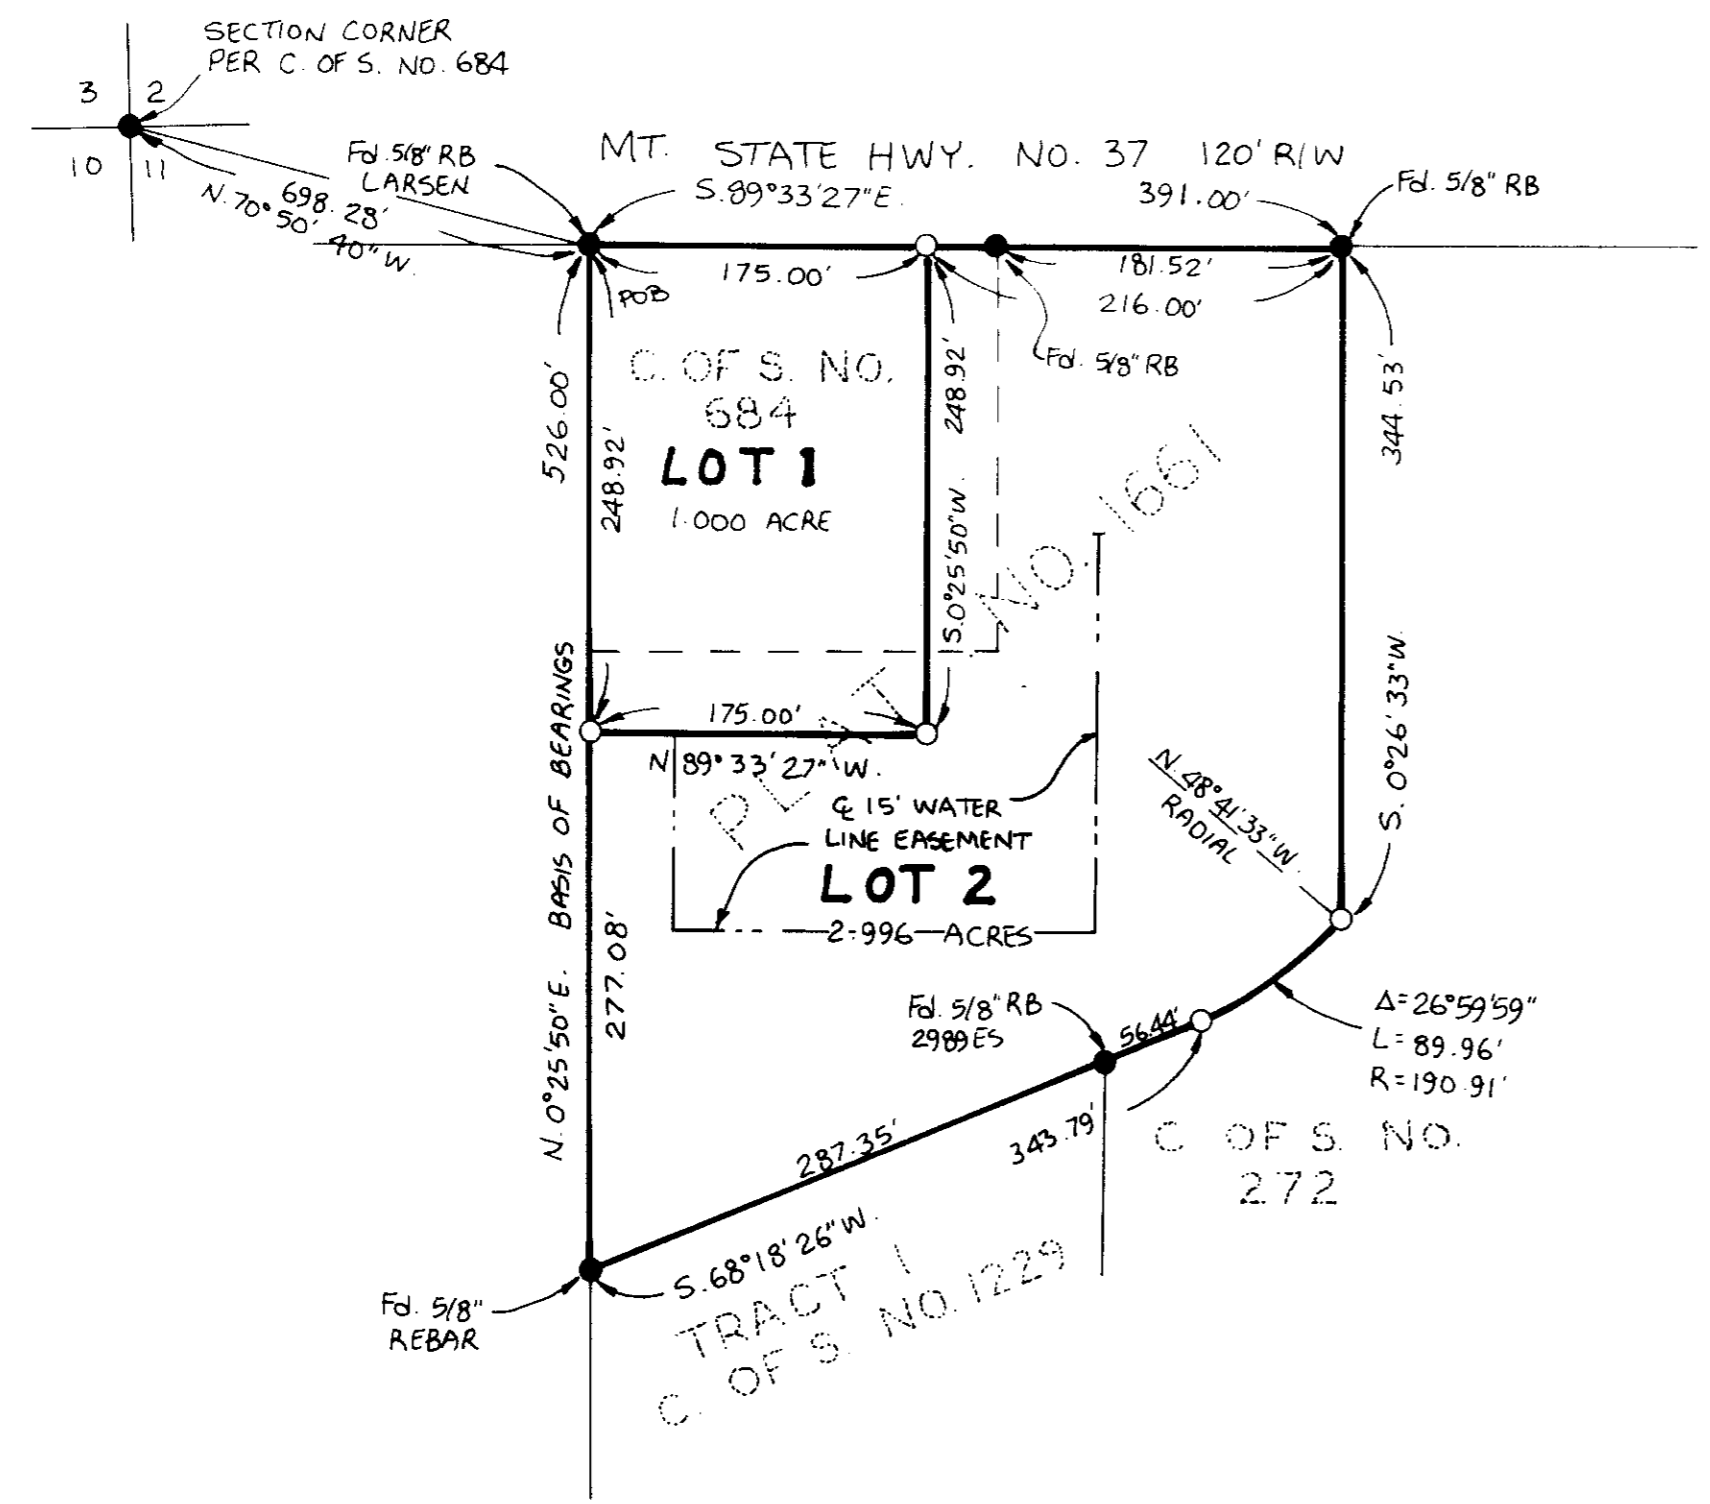 SECTION CORNER
PER C. OF S. NO. 684
3 2
10 11
N. 70° 50' 40" W.
698.28'
Fd. 5/8" RB
LARSEN
MT. STATE HWY. NO. 37 120' R/W
S. 89°33'27" E.
391.00'
Fd. 5/8" RB
175.00'
181.52'
216.00'
POB
Fd. 5/8" RB
526.00'
248.92'
C. OF S. NO.
684
LOT 1
1.000 ACRE
248.92'
S. 0°25'50" W.
344.53'
S. 0°26'33" W.
PLAT NO. 1661
175.00'
N 89°33'27" W.
N. 0°25'50" E. BASIS OF BEARINGS
277.08'
℄ 15' WATER
LINE EASEMENT
LOT 2
2.996 ACRES
N. 48°41'33" W.
RADIAL
Fd. 5/8" RB
2989ES
56.44'
Δ=26°59'59"
L=89.96'
R=190.91'
287.35'
343.79'
C OF S. NO.
272
S. 68°18'26" W.
Fd. 5/8"
REBAR
TRACT 1
C. OF S. NO. 1229